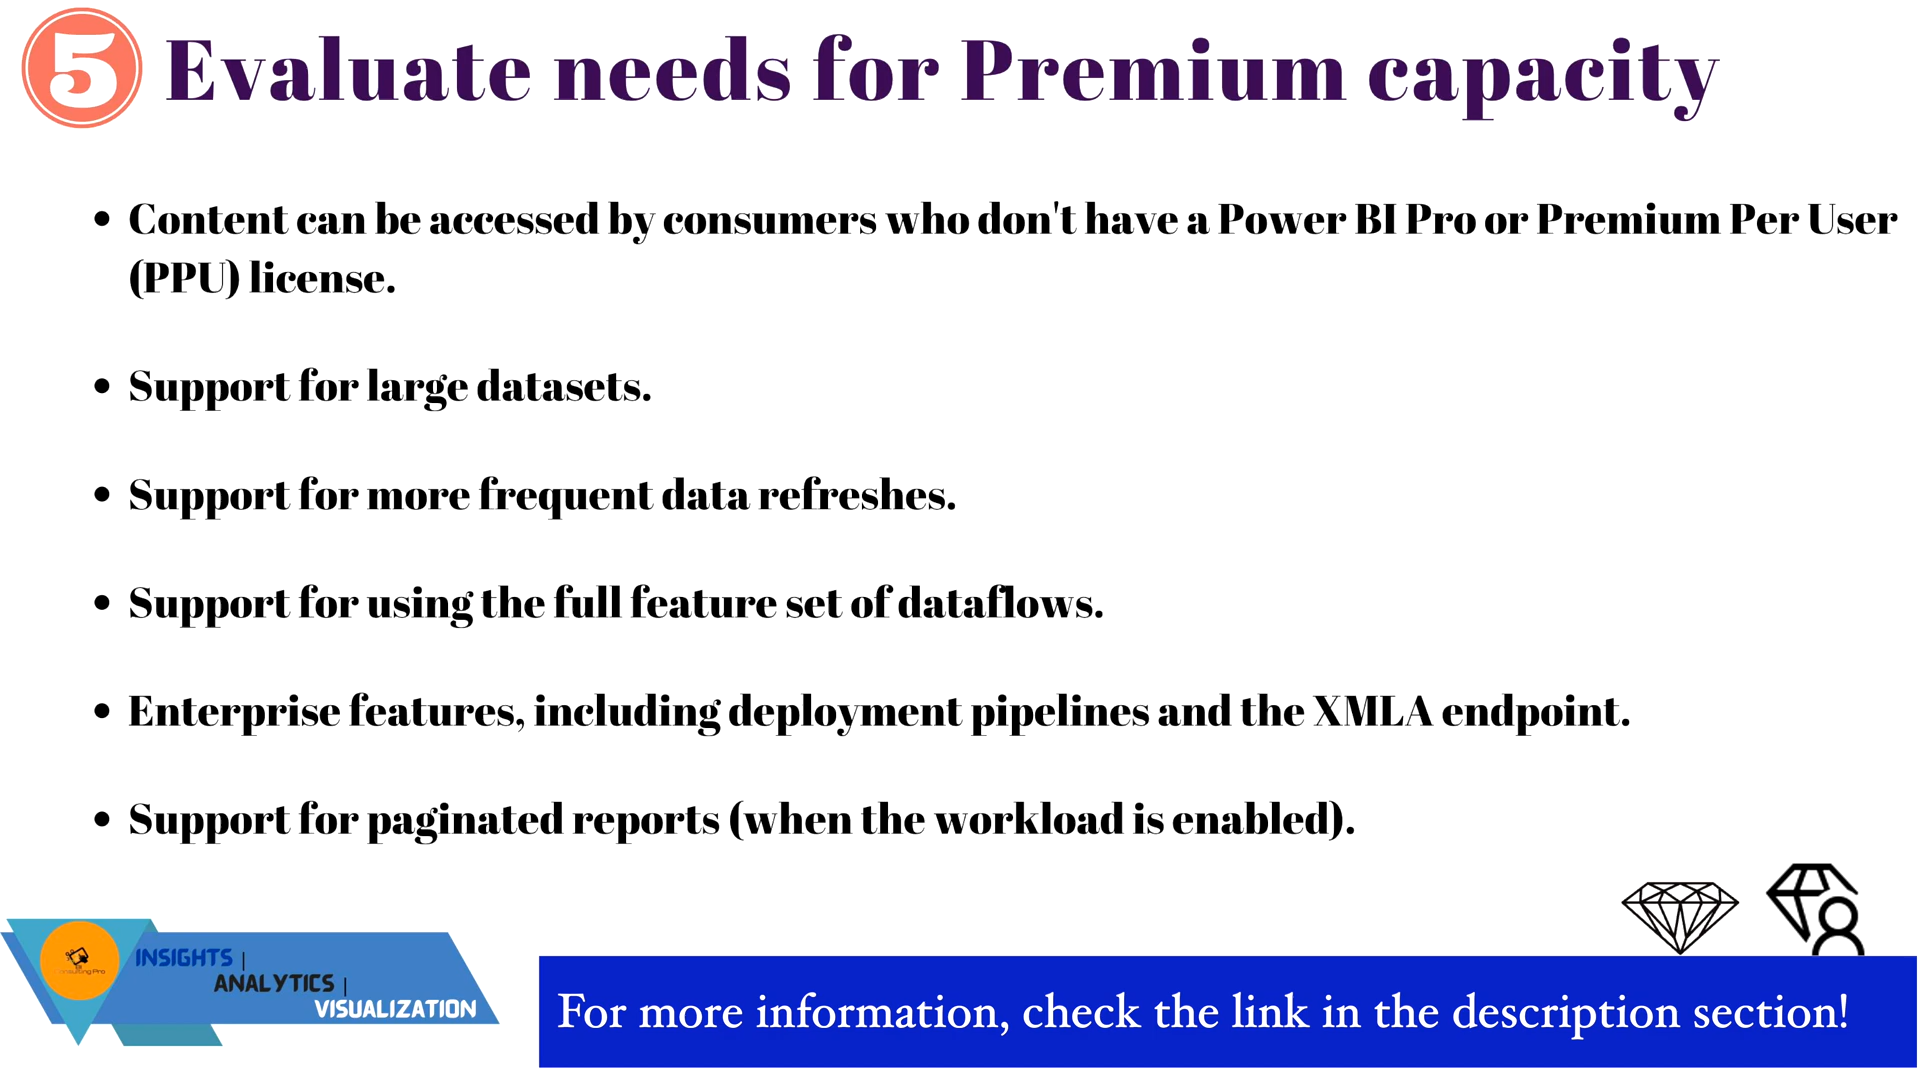 5 Evaluate needs for Premium capacity
• Content can be accessed by consumers who don't have a Power BI Pro or Premium Per User
(PPU) license.
• Support for large datasets.
• Support for more frequent data refreshes.
• Support for using the full feature set of dataflows.
• Enterprise features, including deployment pipelines and the XMLA endpoint.
• Support for paginated reports (when the workload is enabled).
INSIGHTS |
ANALYTICS |
VISUALIZATION
For more information, check the link in the description section!